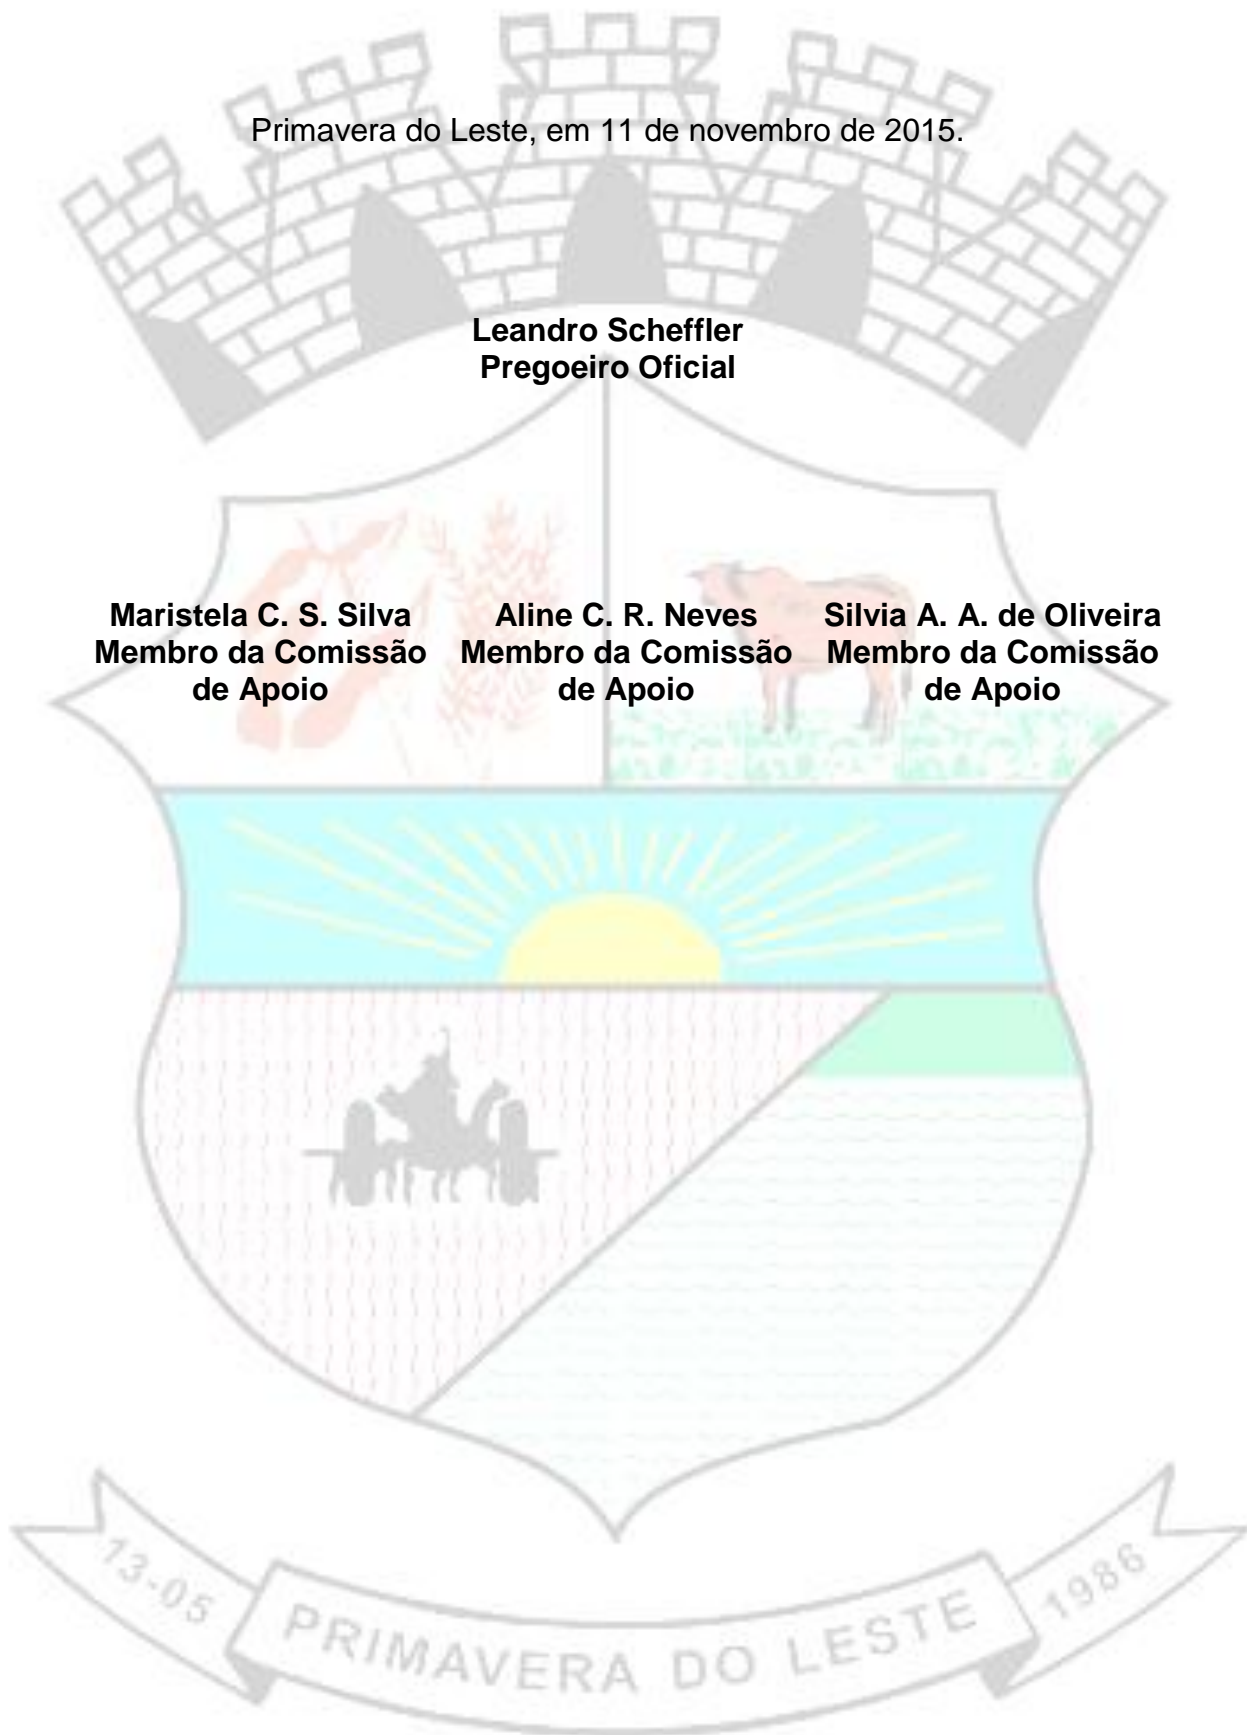 Primavera do Leste, em 11 de novembro de 2015.
Leandro Scheffler
Pregoeiro Oficial
Maristela C. S. Silva
Membro da Comissão
de Apoio
Aline C. R. Neves
Membro da Comissão
de Apoio
Silvia A. A. de Oliveira
Membro da Comissão
de Apoio
13-05
PRIMAVERA DO LESTE
1986